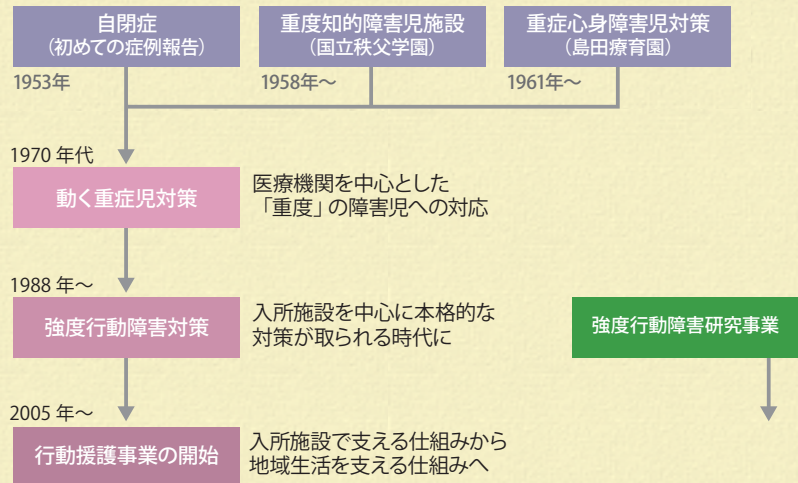 自閉症
（初めての症例報告）
重度知的障害児施設
（国立秩父学園）
重症心身障害児対策
（島田療育園）
1953年
1958年～
1961年～
1970 年代
動く重症児対策
医療機関を中心とした
「重度」の障害児への対応
1988 年～
強度行動障害対策
入所施設を中心に本格的な
対策が取られる時代に
強度行動障害研究事業
2005 年～
行動援護事業の開始
入所施設で支える仕組みから
地域生活を支える仕組みへ